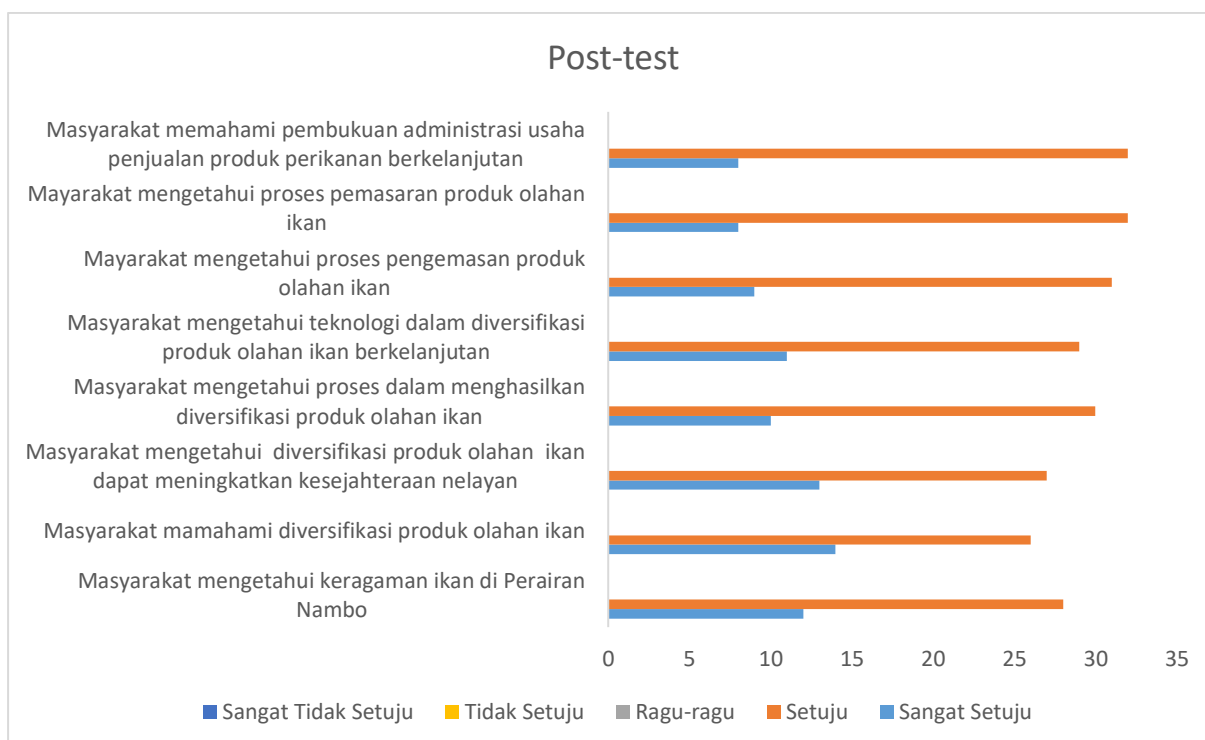 Post-test
Masyarakat memahami pembukuan administrasi usaha
penjualan produk perikanan berkelanjutan
Mayarakat mengetahui proses pemasaran produk olahan
ikan
Mayarakat mengetahui proses pengemasan produk
olahan ikan
Masyarakat mengetahui teknologi dalam diversifikasi
produk olahan ikan berkelanjutan
Masyarakat mengetahui proses dalam menghasilkan
diversifikasi produk olahan ikan
Masyarakat mengetahui  diversifikasi produk olahan  ikan
dapat meningkatkan kesejahteraan nelayan
Masyarakat mamahami diversifikasi produk olahan ikan
Masyarakat mengetahui keragaman ikan di Perairan
Nambo
0 5 10 15 20 25 30 35
Sangat Tidak Setuju Tidak Setuju Ragu-ragu Setuju Sangat Setuju